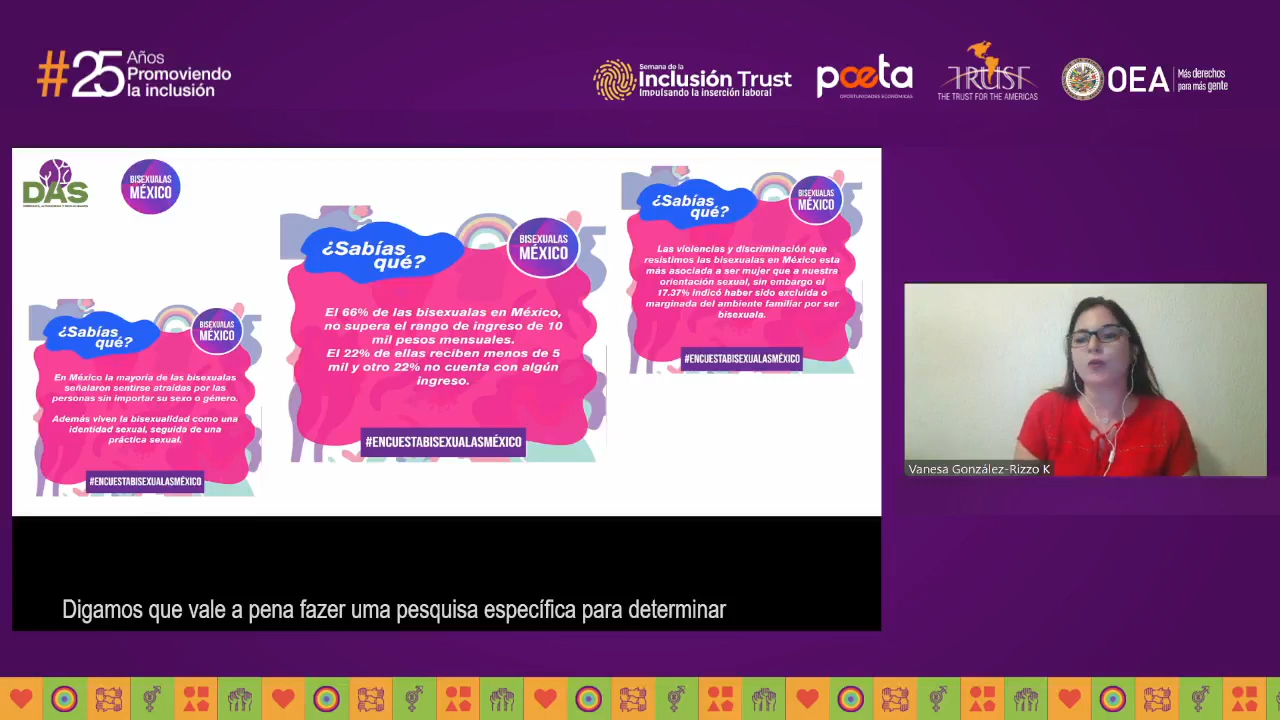 #25 Años
Promoviendo
la inclusión
Semana de la
Inclusión Trust
Impulsando la inserción laboral
poeta
OPORTUNIDADES ECONÓMICAS
TRUST
THE TRUST FOR THE AMERICAS
OEA
Más derechos
para más gente
DAS
BISEXUALAS
MÉXICO
¿Sabías
qué?
BISEXUALAS
MÉXICO
En México la mayoría de las bisexualas
señalaron sentirse atraídas por las
personas sin importar su sexo o género.
Además viven la bisexualidad como una
identidad sexual, seguida de una
práctica sexual.
#ENCUESTABISEXUALASMÉXICO
¿Sabías
qué?
BISEXUALAS
MÉXICO
El 66% de las bisexualas en México,
no supera el rango de ingreso de 10
mil pesos mensuales.
El 22% de ellas reciben menos de 5
mil y otro 22% no cuenta con algún
ingreso.
#ENCUESTABISEXUALASMÉXICO
¿Sabías
qué?
BISEXUALAS
MÉXICO
Las violencias y discriminación que
resistimos las bisexualas en México esta
más asociada a ser mujer que a nuestra
orientación sexual, sin embargo el
17.37% indicó haber sido excluida o
marginada del ambiente familiar por ser
bisexuala.
#ENCUESTABISEXUALASMÉXICO
Vanesa González-Rizzo K
Digamos que vale a pena fazer uma pesquisa específica para determinar